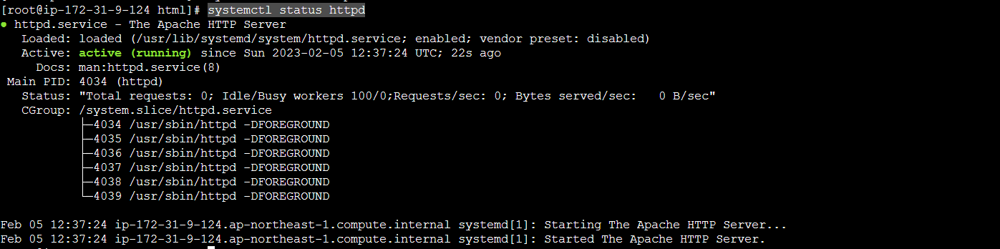 [root@ip-172-31-9-124 html]# systemctl status httpd
● httpd.service - The Apache HTTP Server
   Loaded: loaded (/usr/lib/systemd/system/httpd.service; enabled; vendor preset: disabled)
   Active: active (running) since Sun 2023-02-05 12:37:24 UTC; 22s ago
     Docs: man:httpd.service(8)
 Main PID: 4034 (httpd)
   Status: "Total requests: 0; Idle/Busy workers 100/0;Requests/sec: 0; Bytes served/sec:   0 B/sec"
   CGroup: /system.slice/httpd.service
           ├─4034 /usr/sbin/httpd -DFOREGROUND
           ├─4035 /usr/sbin/httpd -DFOREGROUND
           ├─4036 /usr/sbin/httpd -DFOREGROUND
           ├─4037 /usr/sbin/httpd -DFOREGROUND
           ├─4038 /usr/sbin/httpd -DFOREGROUND
           └─4039 /usr/sbin/httpd -DFOREGROUND
Feb 05 12:37:24 ip-172-31-9-124.ap-northeast-1.compute.internal systemd[1]: Starting The Apache HTTP Server...
Feb 05 12:37:24 ip-172-31-9-124.ap-northeast-1.compute.internal systemd[1]: Started The Apache HTTP Server.